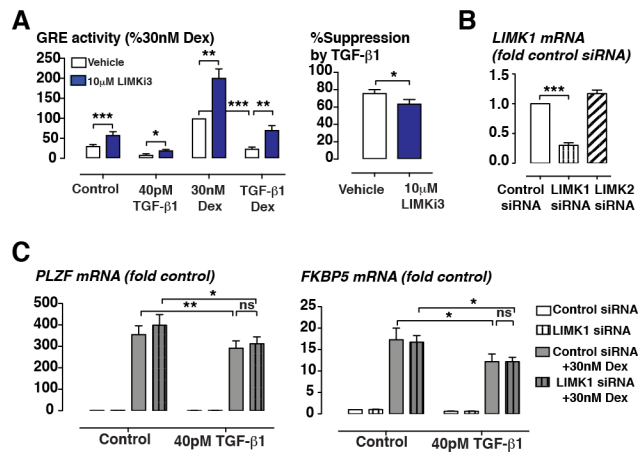 A
GRE activity (%30nM Dex)
Vehicle
10µM LIMKi3
250
200
150
100
50
0
***
*
**
***
**
Control
40pM
TGF-β1
30nM
Dex
TGF-β1
Dex
%Suppression
by TGF-β1
100
80
60
40
20
0
*
Vehicle
10µM
LIMKi3
B
LIMK1 mRNA
(fold control siRNA)
1.5
1.0
0.5
0.0
***
Control LIMK1 LIMK2
siRNA siRNA siRNA
C
PLZF mRNA (fold control)
500
400
300
200
100
0
*
**
ns
Control
40pM TGF-β1
FKBP5 mRNA (fold control)
25
20
15
10
5
0
*
*
ns
Control
40pM TGF-β1
Control siRNA
LIMK1 siRNA
Control siRNA
+30nM Dex
LIMK1 siRNA
+30nM Dex